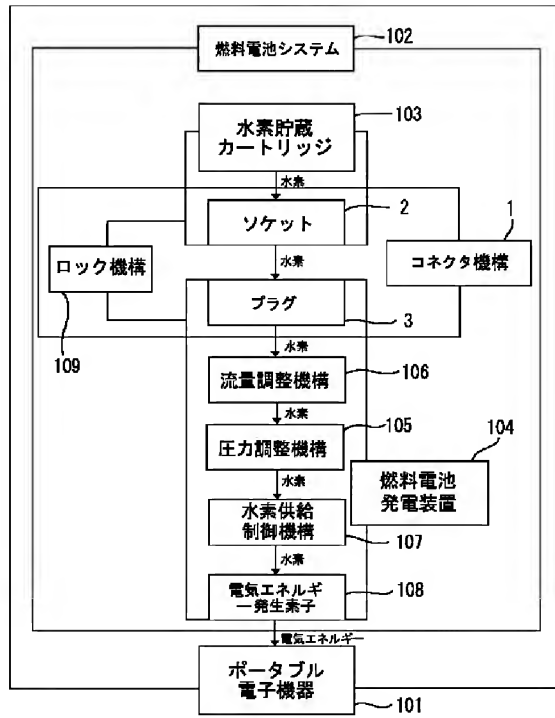 燃料電池システム
102
水素貯蔵
カートリッジ
103
水素
ソケット
2
1
水素
ロック機構
コネクタ機構
109
プラグ
3
水素
流量調整機構
106
水素
圧力調整機構
105
104
水素
燃料電池
発電装置
水素供給
制御機構
107
水素
電気エネルギ
ー発生素子
108
電気エネルギー
ポータブル
電子機器
101